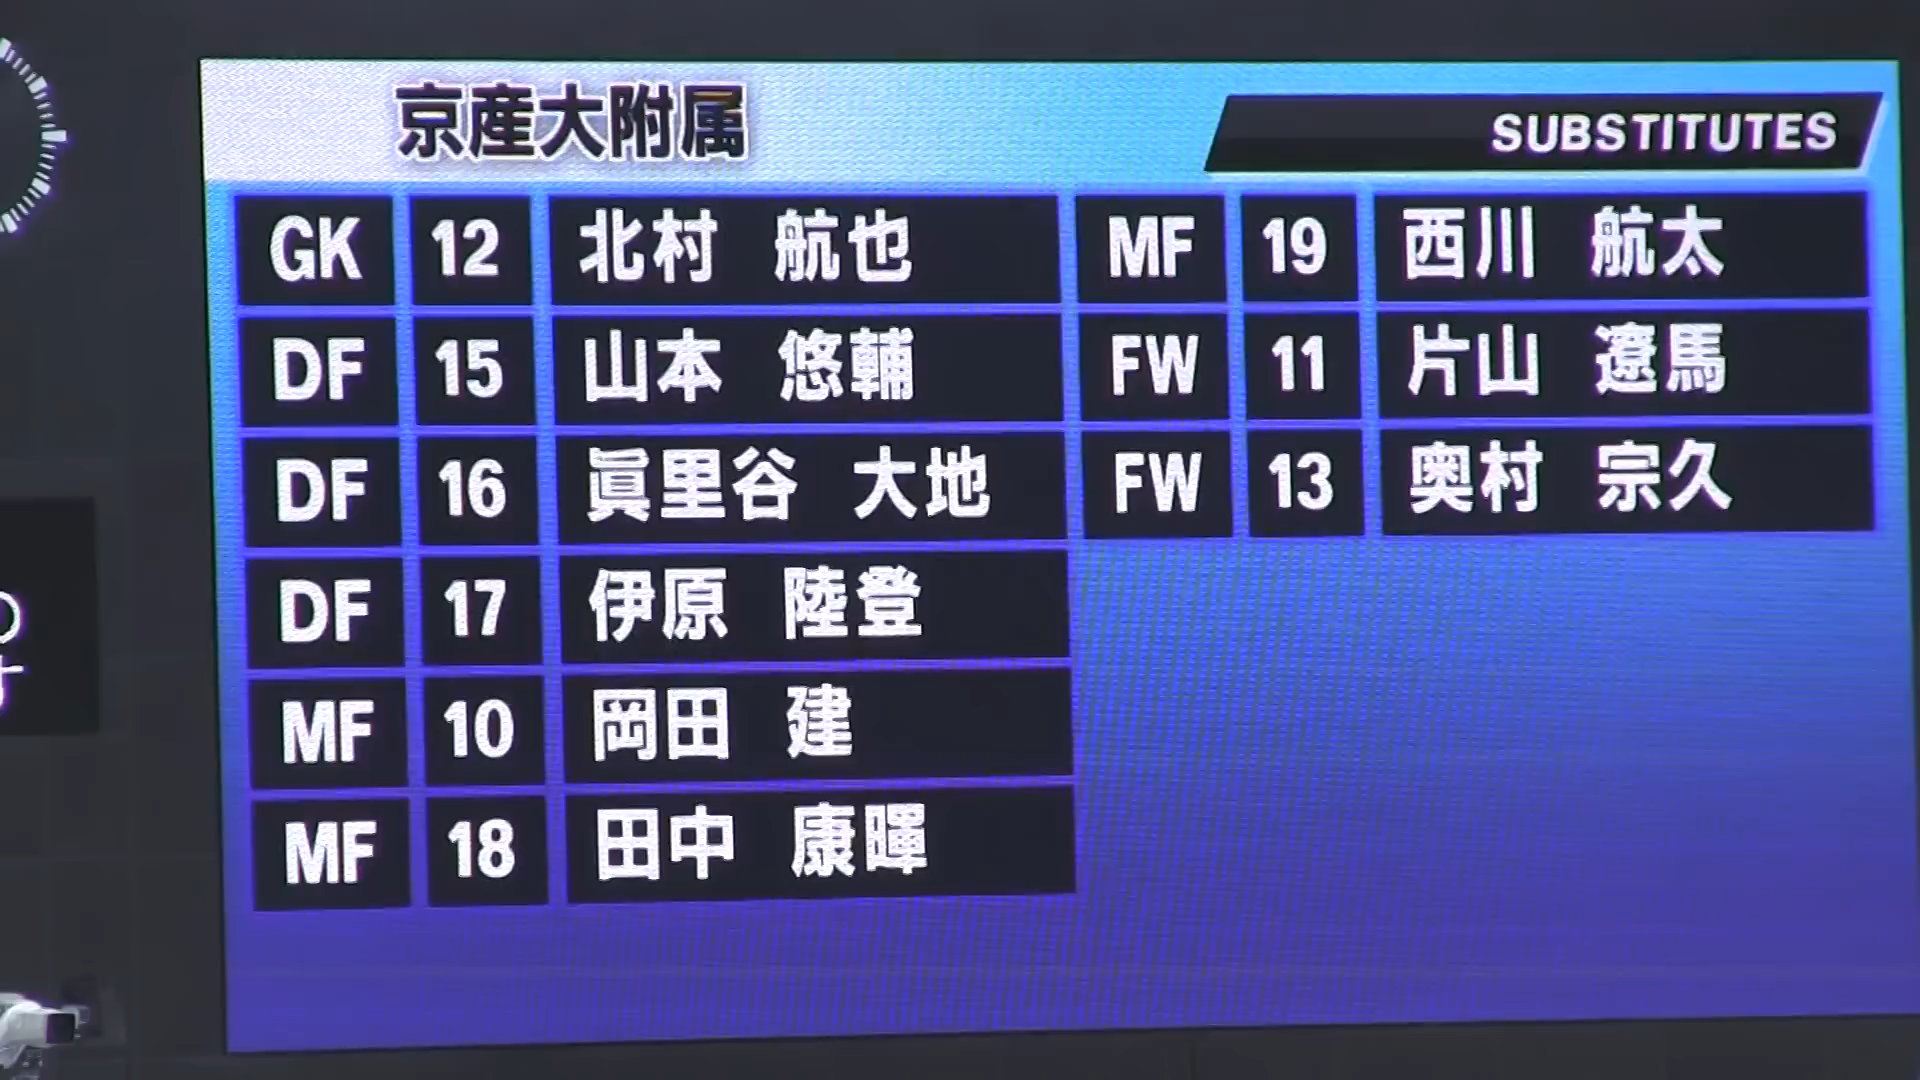 京産大附属
SUBSTITUTES
GK 12 北村 航也
DF 15 山本 悠輔
DF 16 眞里谷 大地
DF 17 伊原 陸登
MF 10 岡田 建
MF 18 田中 康暉
MF 19 西川 航太
FW 11 片山 遼馬
FW 13 奥村 宗久